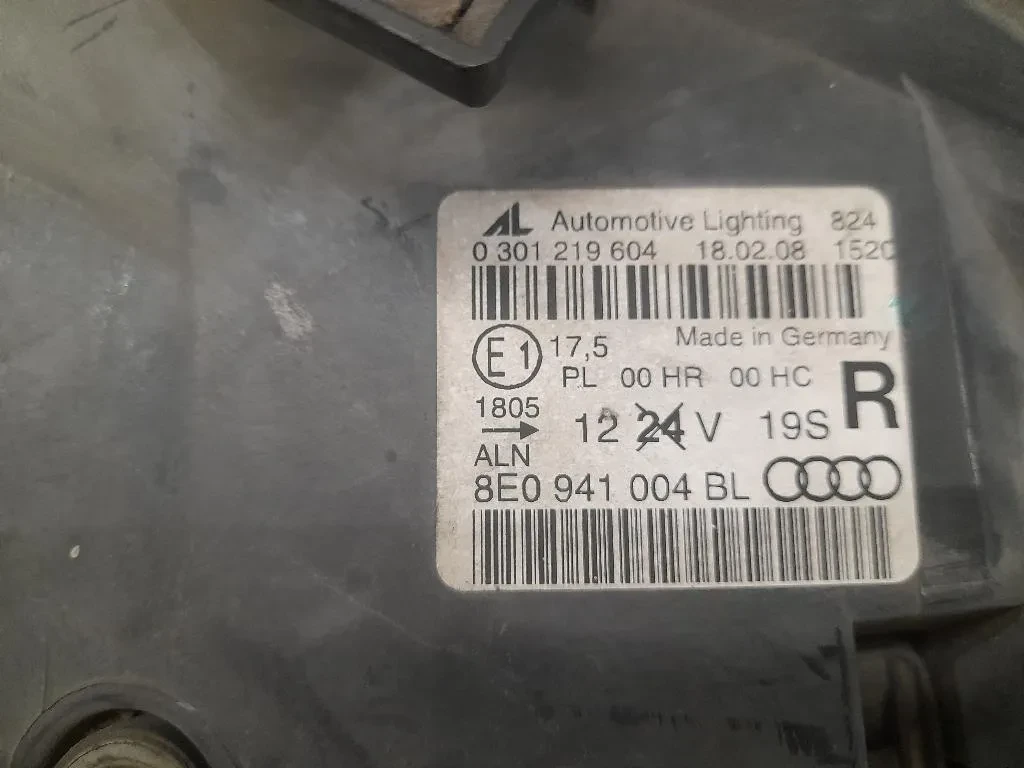 AL Automotive Lighting 824
0 301 219 604 18.02.08 1520
E1 17,5 Made in Germany
PL 00 HR 00 HC R
1805
12 24 V 19S
ALN
8E0 941 004 BL